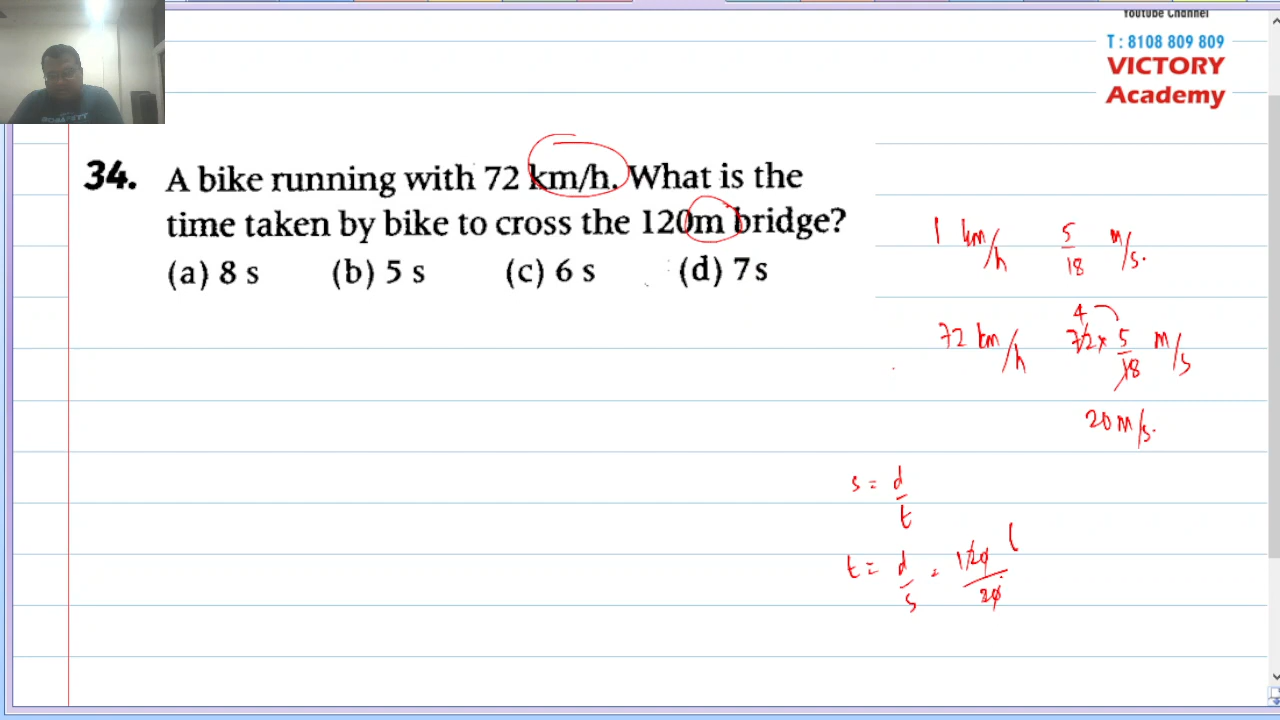 Youtube Channel
T : 8108 809 809
VICTORY
Academy
34. A bike running with 72 km/h. What is the
time taken by bike to cross the 120m bridge?
(a) 8 s (b) 5 s (c) 6 s (d) 7s
1 km/h 5/18 m/s.
4
72 km/h 72 × 5/18 m/s
20 m/s.
s = d/t
t = d/s = 120/20